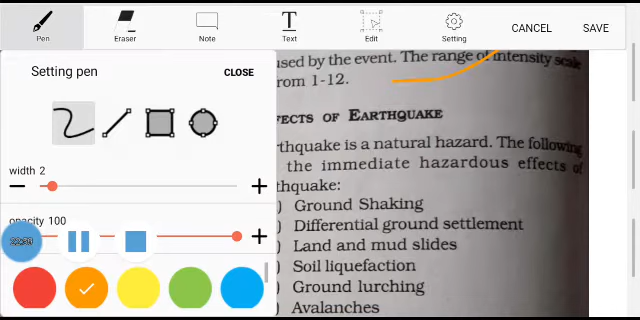 Pen Eraser Note Text Edit Setting CANCEL SAVE
Setting pen CLOSE
width 2
opacity 100
used by the event. The range of intensity scale
rom 1-12.
FECTS OF EARTHQUAKE
rthquake is a natural hazard. The following
the immediate hazardous effects of
thquake:
) Ground Shaking
) Differential ground settlement
) Land and mud slides
) Soil liquefaction
) Ground lurching
) Avalanches